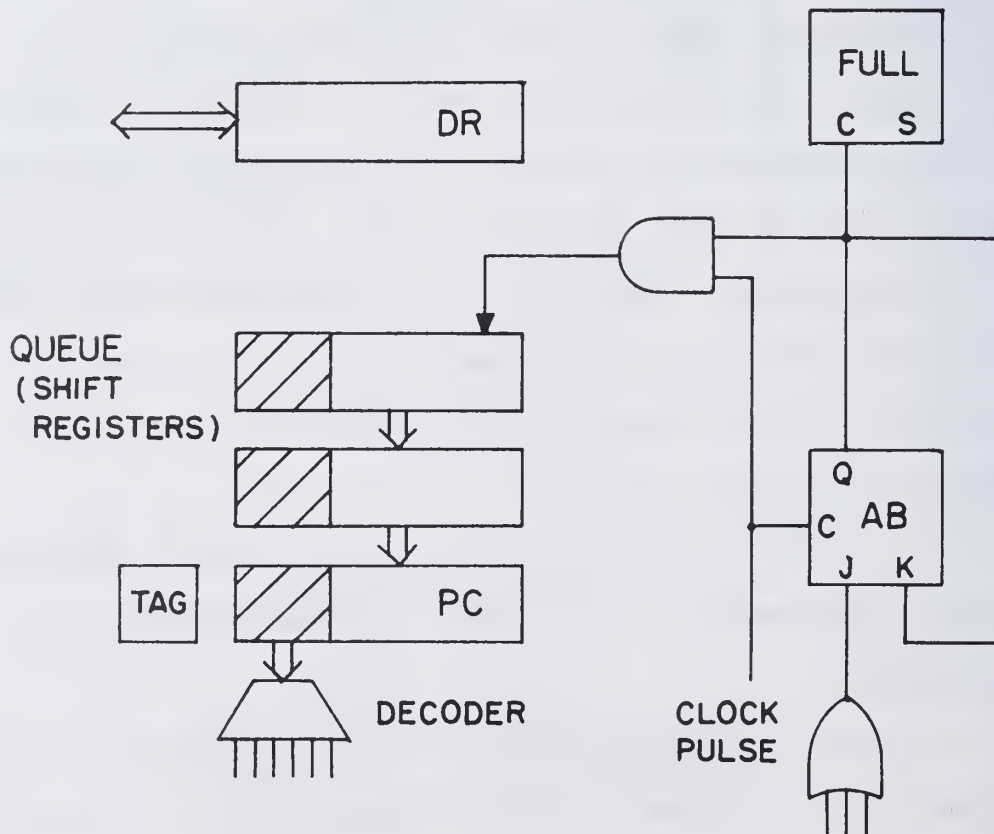 FULL
C S
DR
QUEUE
(SHIFT
REGISTERS)
Q
C AB
J K
TAG
PC
DECODER
CLOCK
PULSE